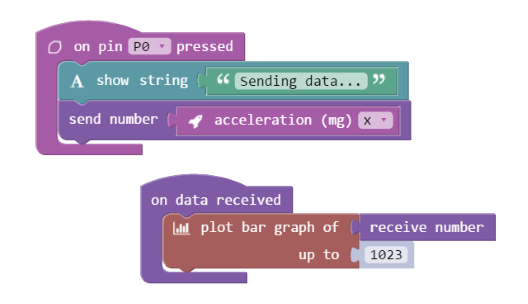 on pin P0 pressed
A show string “ Sending data... ”
send number acceleration (mg) x
on data received
plot bar graph of receive number
up to 1023